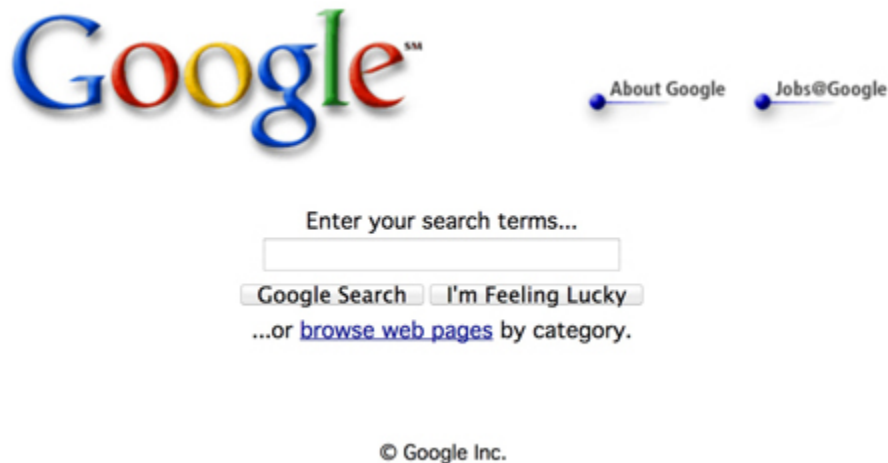 Google℠
About Google
Jobs@Google
Enter your search terms...
Google Search
I'm Feeling Lucky
...or browse web pages by category.
© Google Inc.